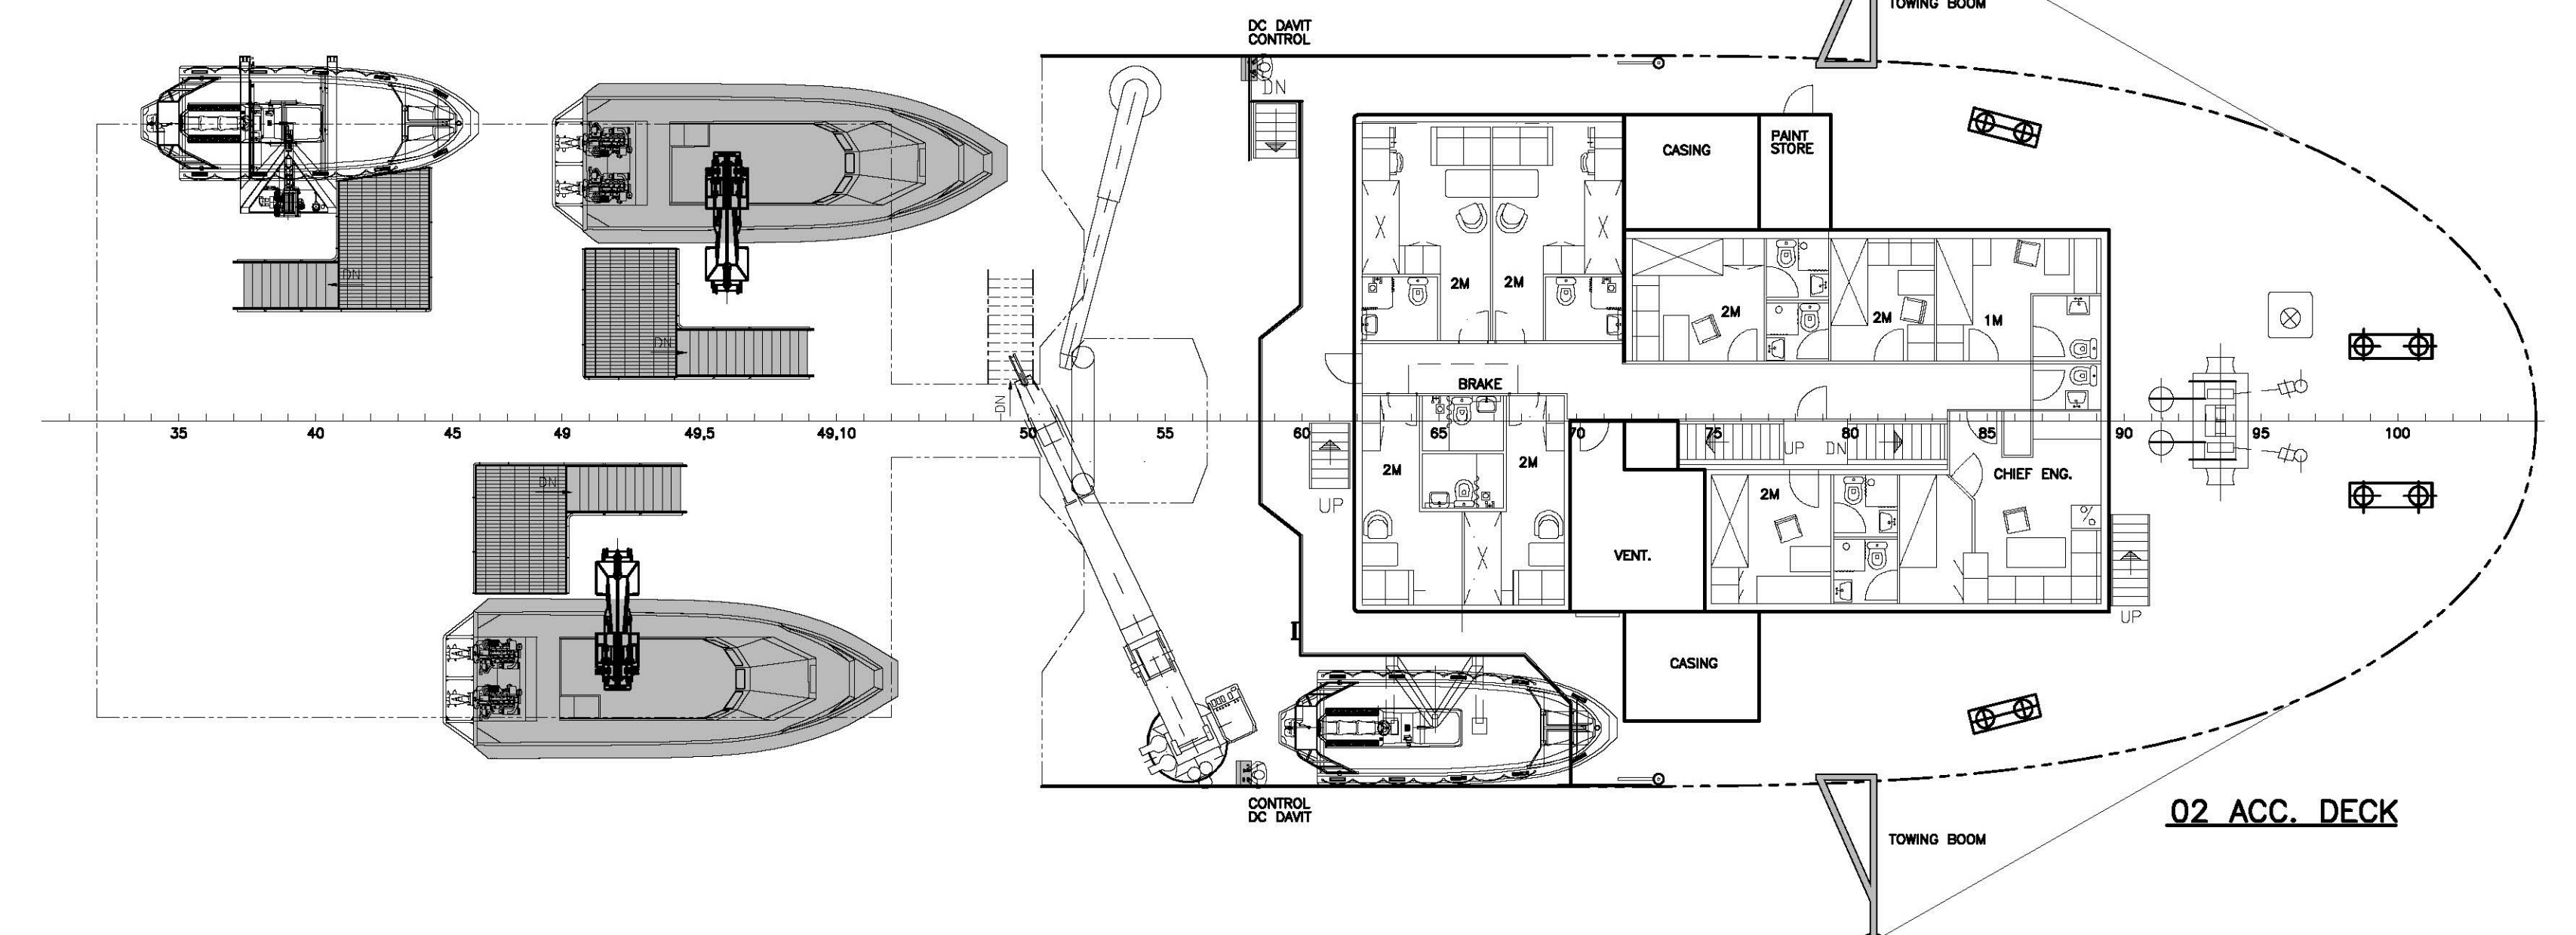 TOWING BOOM
DC DAVIT
CONTROL
DN
CASING
PAINT
STORE
2M
2M
2M
2M
1M
DN
DN
BRAKE
DN
35
40
45
49
49,5
49,10
50
55
60
65
70
75
80
85
90
95
100
UP
DN
2M
2M
2M
CHIEF ENG.
DN
UP
VENT.
UP
CASING
CONTROL
DC DAVIT
TOWING BOOM
02 ACC. DECK